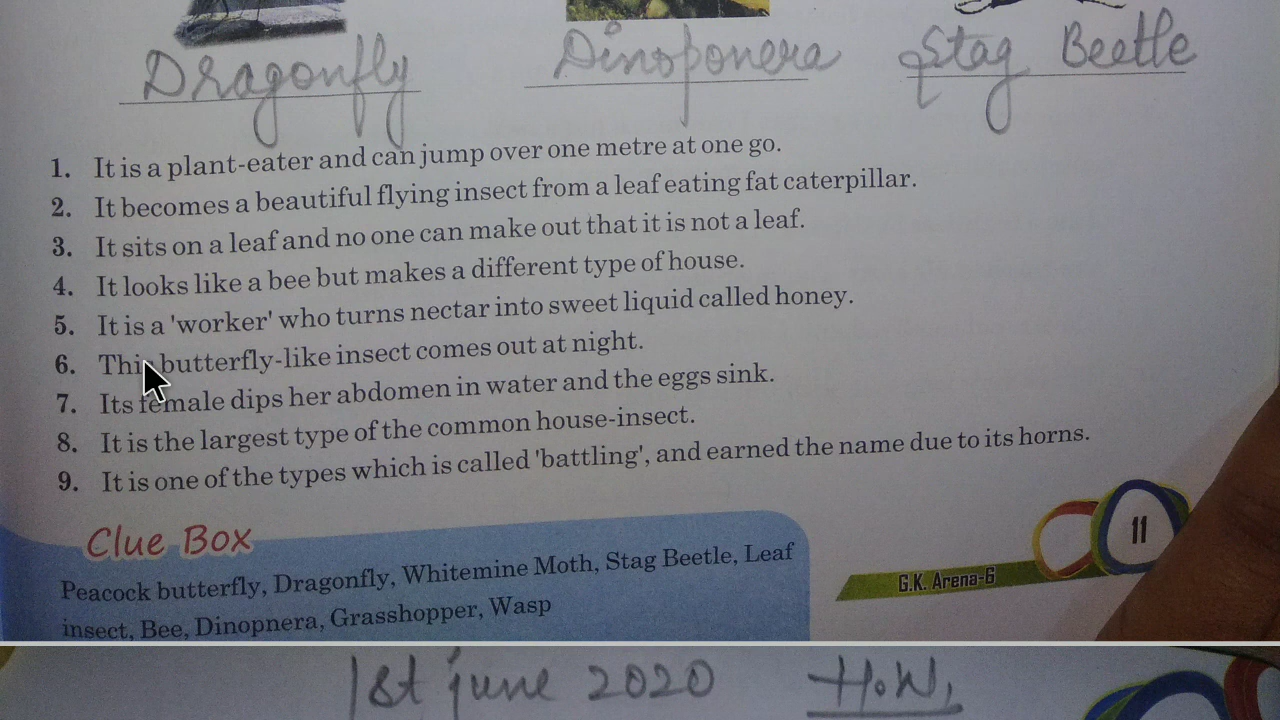 Dragonfly Dinoponera Stag Beetle
1. It is a plant-eater and can jump over one metre at one go.
2. It becomes a beautiful flying insect from a leaf eating fat caterpillar.
3. It sits on a leaf and no one can make out that it is not a leaf.
4. It looks like a bee but makes a different type of house.
5. It is a 'worker' who turns nectar into sweet liquid called honey.
6. This butterfly-like insect comes out at night.
7. Its female dips her abdomen in water and the eggs sink.
8. It is the largest type of the common house-insect.
9. It is one of the types which is called 'battling', and earned the name due to its horns.
Clue Box
Peacock butterfly, Dragonfly, Whitemine Moth, Stag Beetle, Leaf
insect, Bee, Dinopnera, Grasshopper, Wasp
11
G.K. Arena-6
1st june 2020 H.W.